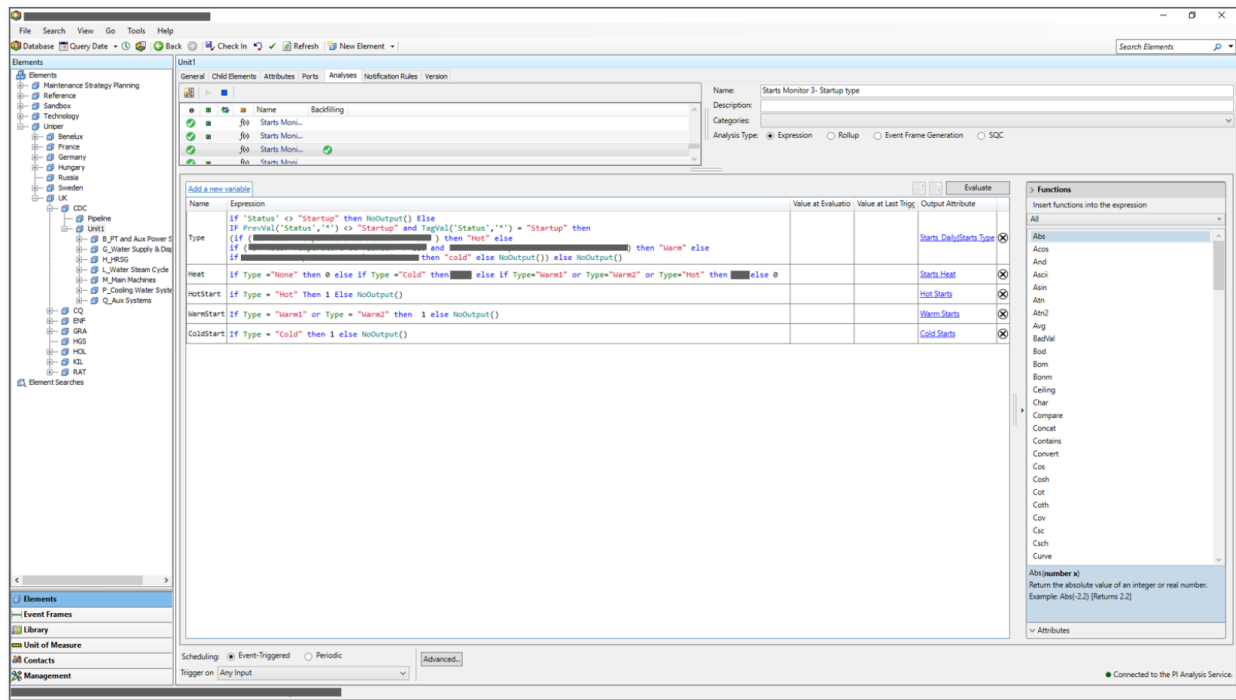 File Search View Go Tools Help
Database Query Date Back Check In Refresh New Element Search Elements
Elements
Elements
Maintenance Strategy Planning
Reference
Sandbox
Technology
Uniper
Benelux
France
Germany
Hungary
Russia
Sweden
UK
CDC
Pipeline
Unit1
B_PT and Aux Power S
G_Water Supply & Disp
H_HRSG
L_Water Steam Cycle
M_Main Machines
P_Cooling Water Syste
Q_Aux Systems
CQ
ENF
GRA
HGS
HOL
KIL
RAT
Element Searches
Elements
Event Frames
Library
Unit of Measure
Contacts
Management
Unit1
General Child Elements Attributes Ports Analyses Notification Rules Version
Name Backfilling
f(x) Starts Moni...
f(x) Starts Moni...
f(x) Starts Moni...
f(x) Starts Moni
Name: Starts Monitor 3- Startup type
Description:
Categories:
Analysis Type: Expression Rollup Event Frame Generation SQC
Add a new variable Evaluate
Name Expression Value at Evaluatio Value at Last Trigg Output Attribute
Type
if 'Status' <> "Startup" then NoOutput() Else
IF PrevVal('Status','*') <> "Startup" and TagVal('Status','*') = "Startup" then
(if ( ) then "Hot" else
if ( and ) then "Warm" else
if then "cold" else NoOutput()) else NoOutput()
Starts Daily|Starts Type
Heat if Type ="None" then 0 else if Type ="Cold" then else if Type="Warm1" or Type="Warm2" or Type="Hot" then else 0 Starts Heat
HotStart if Type = "Hot" Then 1 Else NoOutput() Hot Starts
WarmStart If Type = "Warm1" or Type = "Warm2" then 1 else NoOutput() Warm Starts
ColdStart If Type = "Cold" then 1 else NoOutput() Cold Starts
Functions
Insert functions into the expression
All
Abs
Acos
And
Ascii
Asin
Atn
Atn2
Avg
BadVal
Bod
Bom
Bonm
Ceiling
Char
Compare
Concat
Contains
Convert
Cos
Cosh
Cot
Coth
Cov
Csc
Csch
Curve
Abs(number x)
Return the absolute value of an integer or real number.
Example: Abs(-2.2) [Returns 2.2]
Attributes
Scheduling: Event-Triggered Periodic
Advanced...
Trigger on Any Input
Connected to the PI Analysis Service.